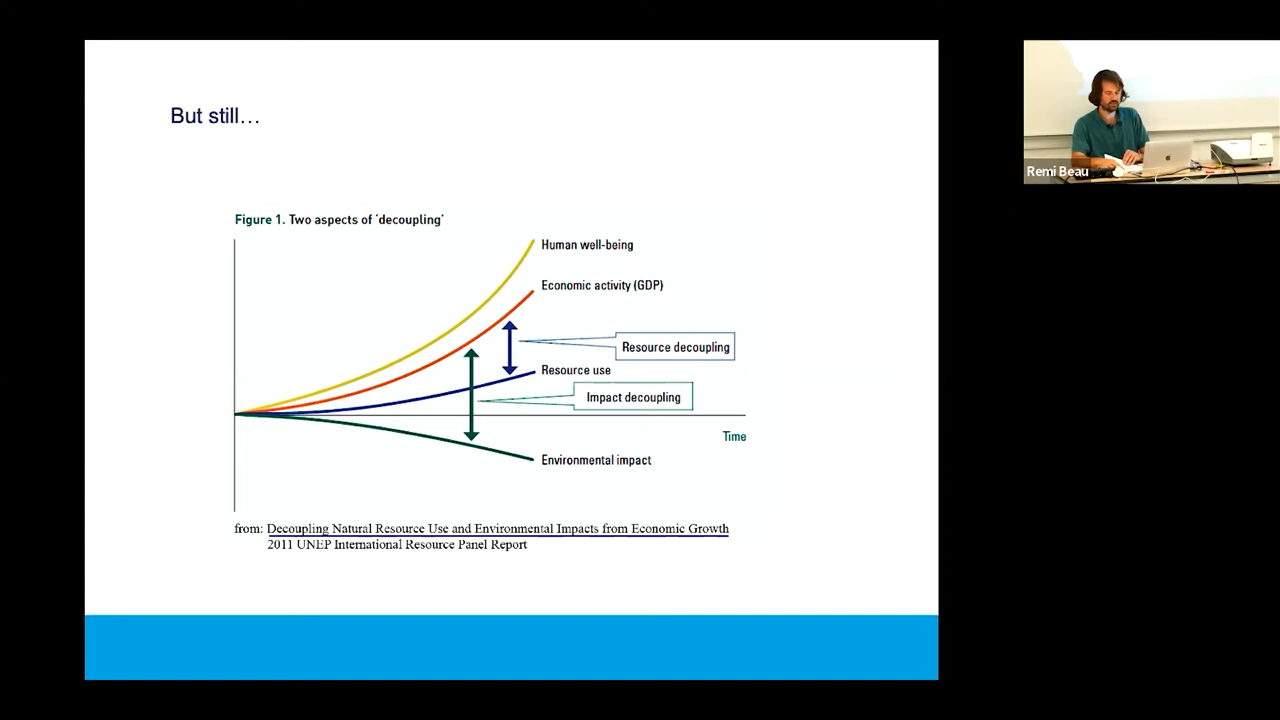 But still…
Figure 1. Two aspects of 'decoupling'
Human well-being
Economic activity (GDP)
Resource decoupling
Resource use
Impact decoupling
Time
Environmental impact
from: Decoupling Natural Resource Use and Environmental Impacts from Economic Growth
2011 UNEP International Resource Panel Report
Remi Beau